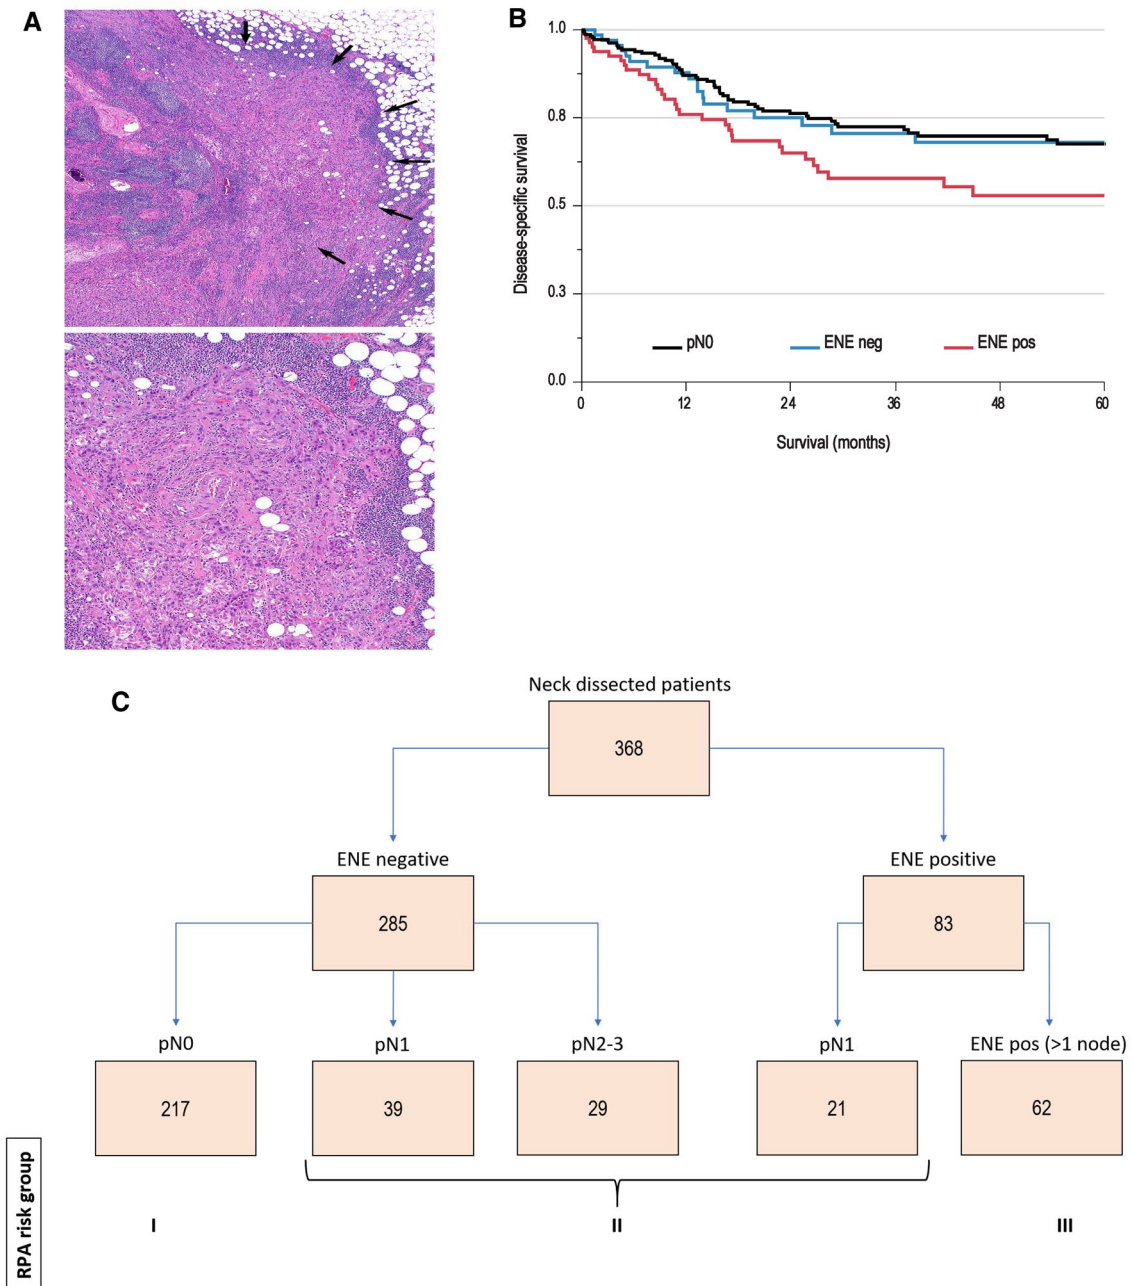 A
B
1.0
0.8
0.5
0.3
0.0
Disease-specific survival
pN0
ENE neg
ENE pos
0
12
24
36
48
60
Survival (months)
C
Neck dissected patients
368
ENE negative
ENE positive
285
83
pN0
pN1
pN2-3
pN1
ENE pos (>1 node)
217
39
29
21
62
RPA risk group
I
II
III